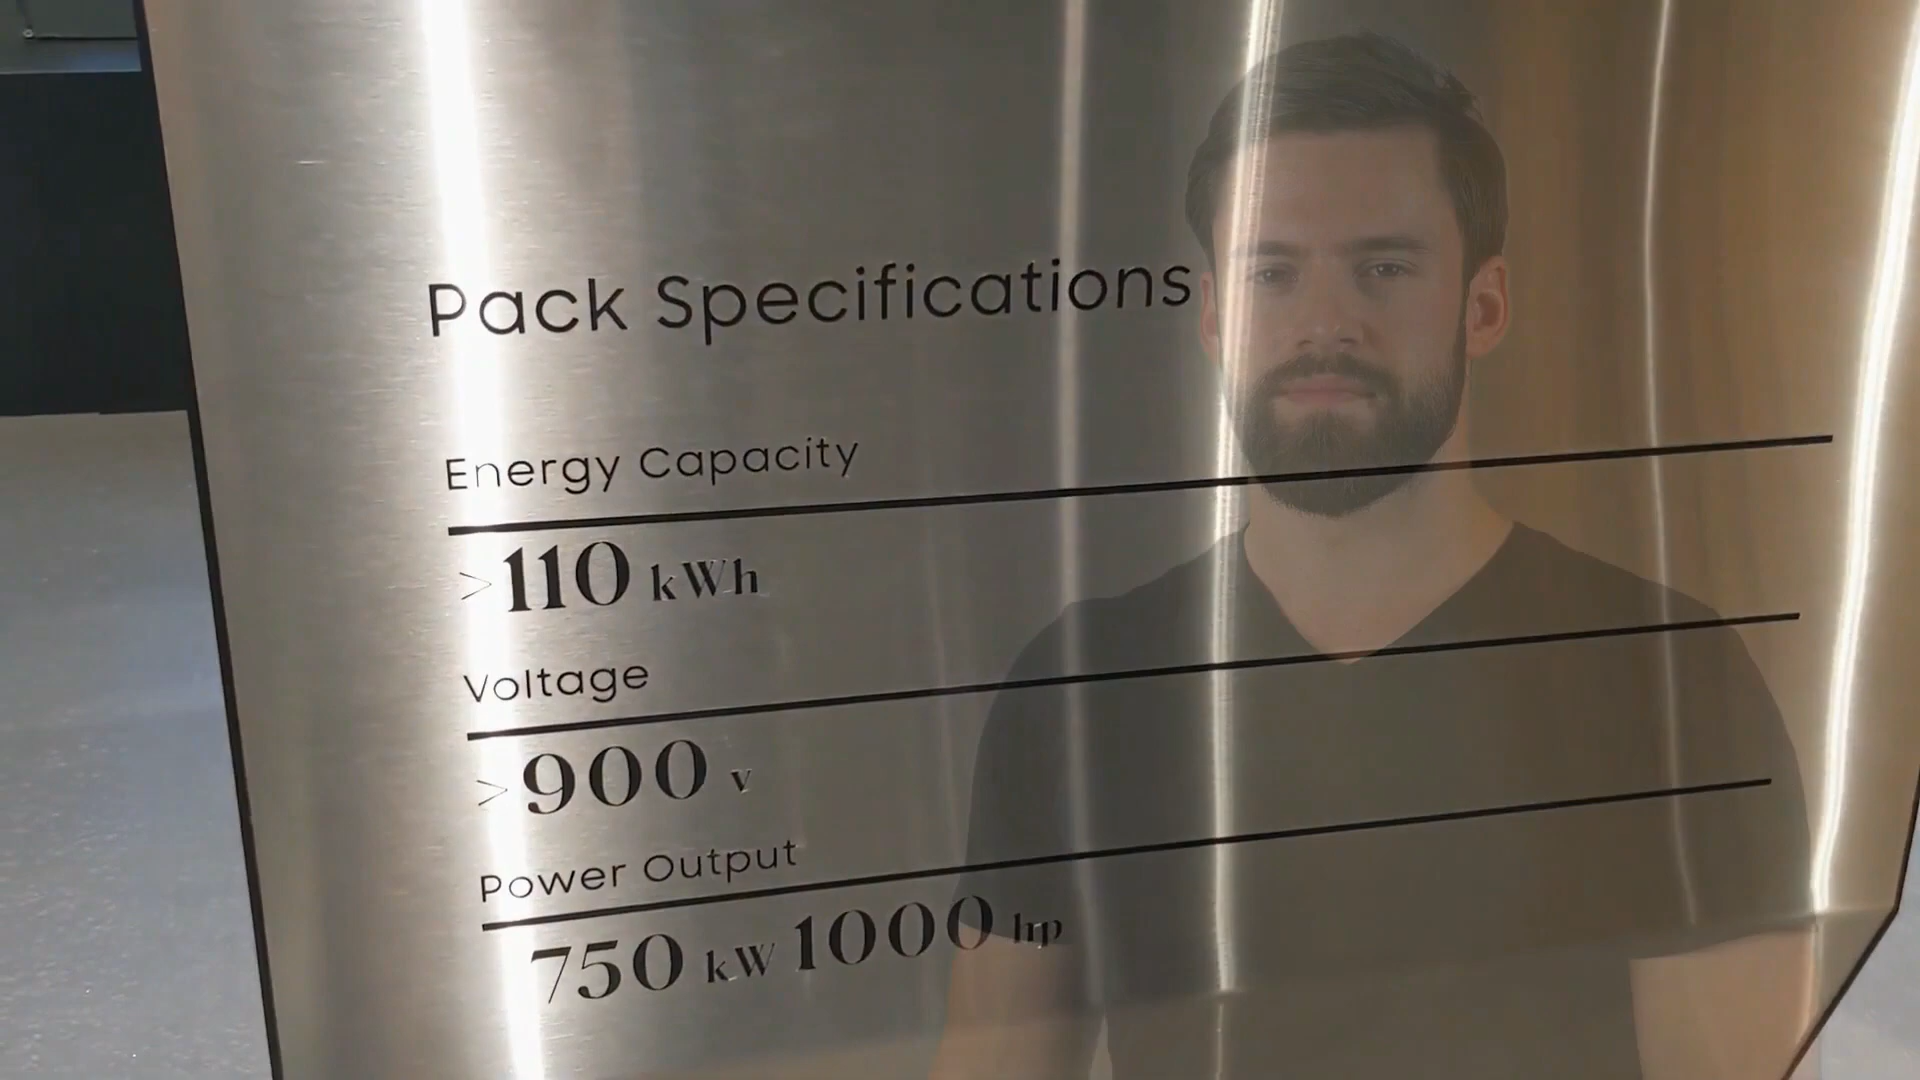 Pack Specifications
Energy Capacity
>110 kWh
Voltage
>900 v
Power Output
750 kW 1000 hp